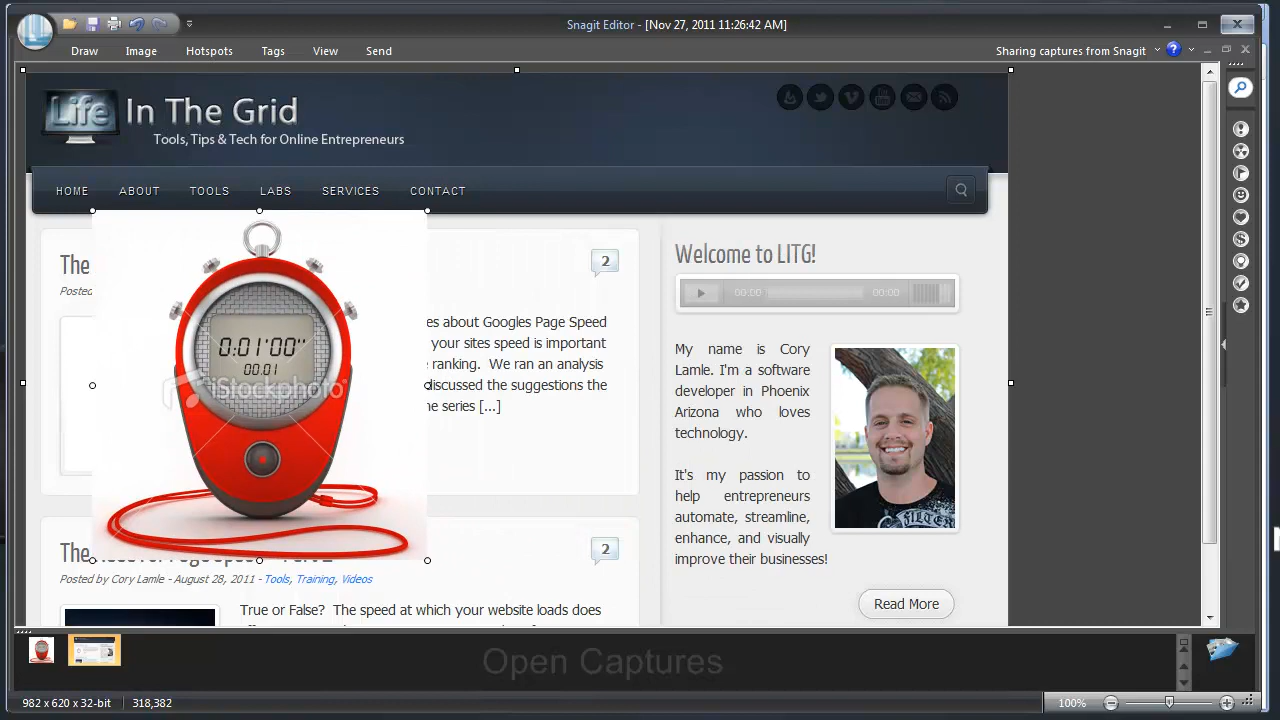 Snagit Editor - [Nov 27, 2011 11:26:42 AM]
Draw Image Hotspots Tags View Send
Sharing captures from Snagit
Life In The Grid
Tools, Tips & Tech for Online Entrepreneurs
HOME ABOUT TOOLS LABS SERVICES CONTACT
The
Posted
2
es about Googles Page Speed
your sites speed is important
ranking. We ran an analysis
discussed the suggestions the
he series [...]
0:01'00"
00.01
iStockphoto
The
2
Posted by Cory Lamle - August 28, 2011 - Tools, Training, Videos
True or False? The speed at which your website loads does
Welcome to LITG!
00:00 00:00
My name is Cory
Lamle. I'm a software
developer in Phoenix
Arizona who loves
technology.
It's my passion to
help entrepreneurs
automate, streamline,
enhance, and visually
improve their businesses!
Read More
Open Captures
982 x 620 x 32-bit 318,382
100%